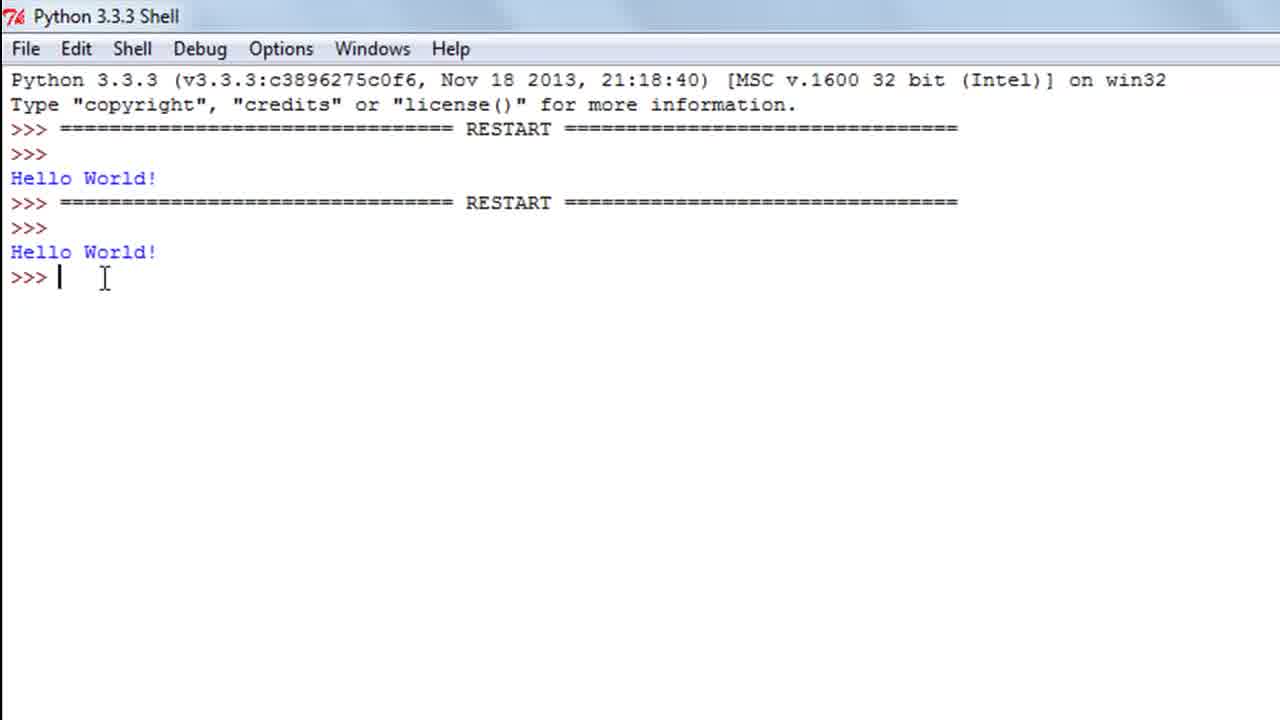 Python 3.3.3 Shell
File Edit Shell Debug Options Windows Help
Python 3.3.3 (v3.3.3:c3896275c0f6, Nov 18 2013, 21:18:40) [MSC v.1600 32 bit (Intel)] on win32
Type "copyright", "credits" or "license()" for more information.
>>> ================================ RESTART ================================
>>>
Hello World!
>>> ================================ RESTART ================================
>>>
Hello World!
>>>